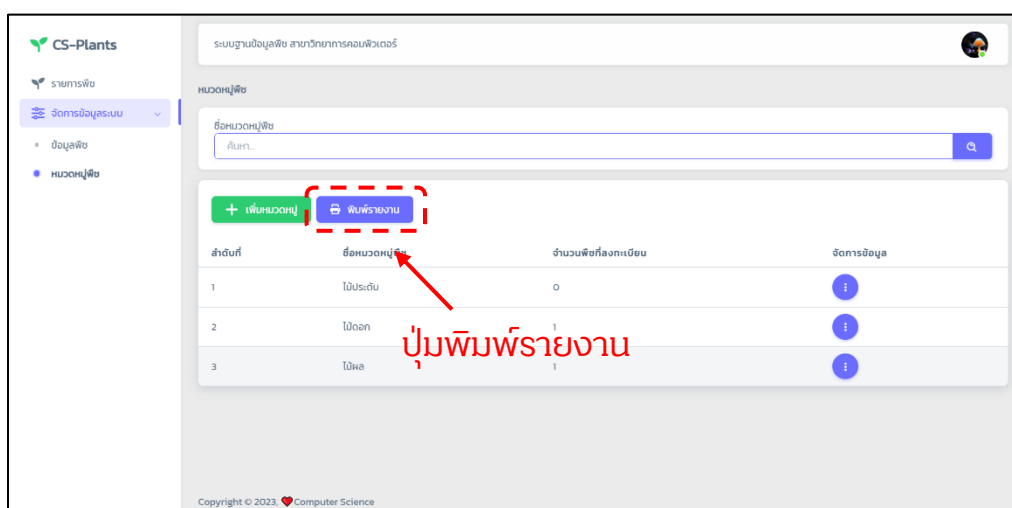 CS-Plants
รายการพืช
จัดการข้อมูลระบบ
ข้อมูลพืช
หมวดหมู่พืช
ระบบฐานข้อมูลพืช สาขาวิทยาการคอมพิวเตอร์
หมวดหมู่พืช
ชื่อหมวดหมู่พืช
ค้นหา...
เพิ่มหมวดหมู่ พิมพ์รายงาน
ลำดับที่ ชื่อหมวดหมู่พืช จำนวนพืชที่ลงทะเบียน จัดการข้อมูล
1 ไม้ประดับ 0
2 ไม้ดอก 1
ปุ่มพิมพ์รายงาน
3 ไม้ผล 1
Copyright © 2023, ❤Computer Science